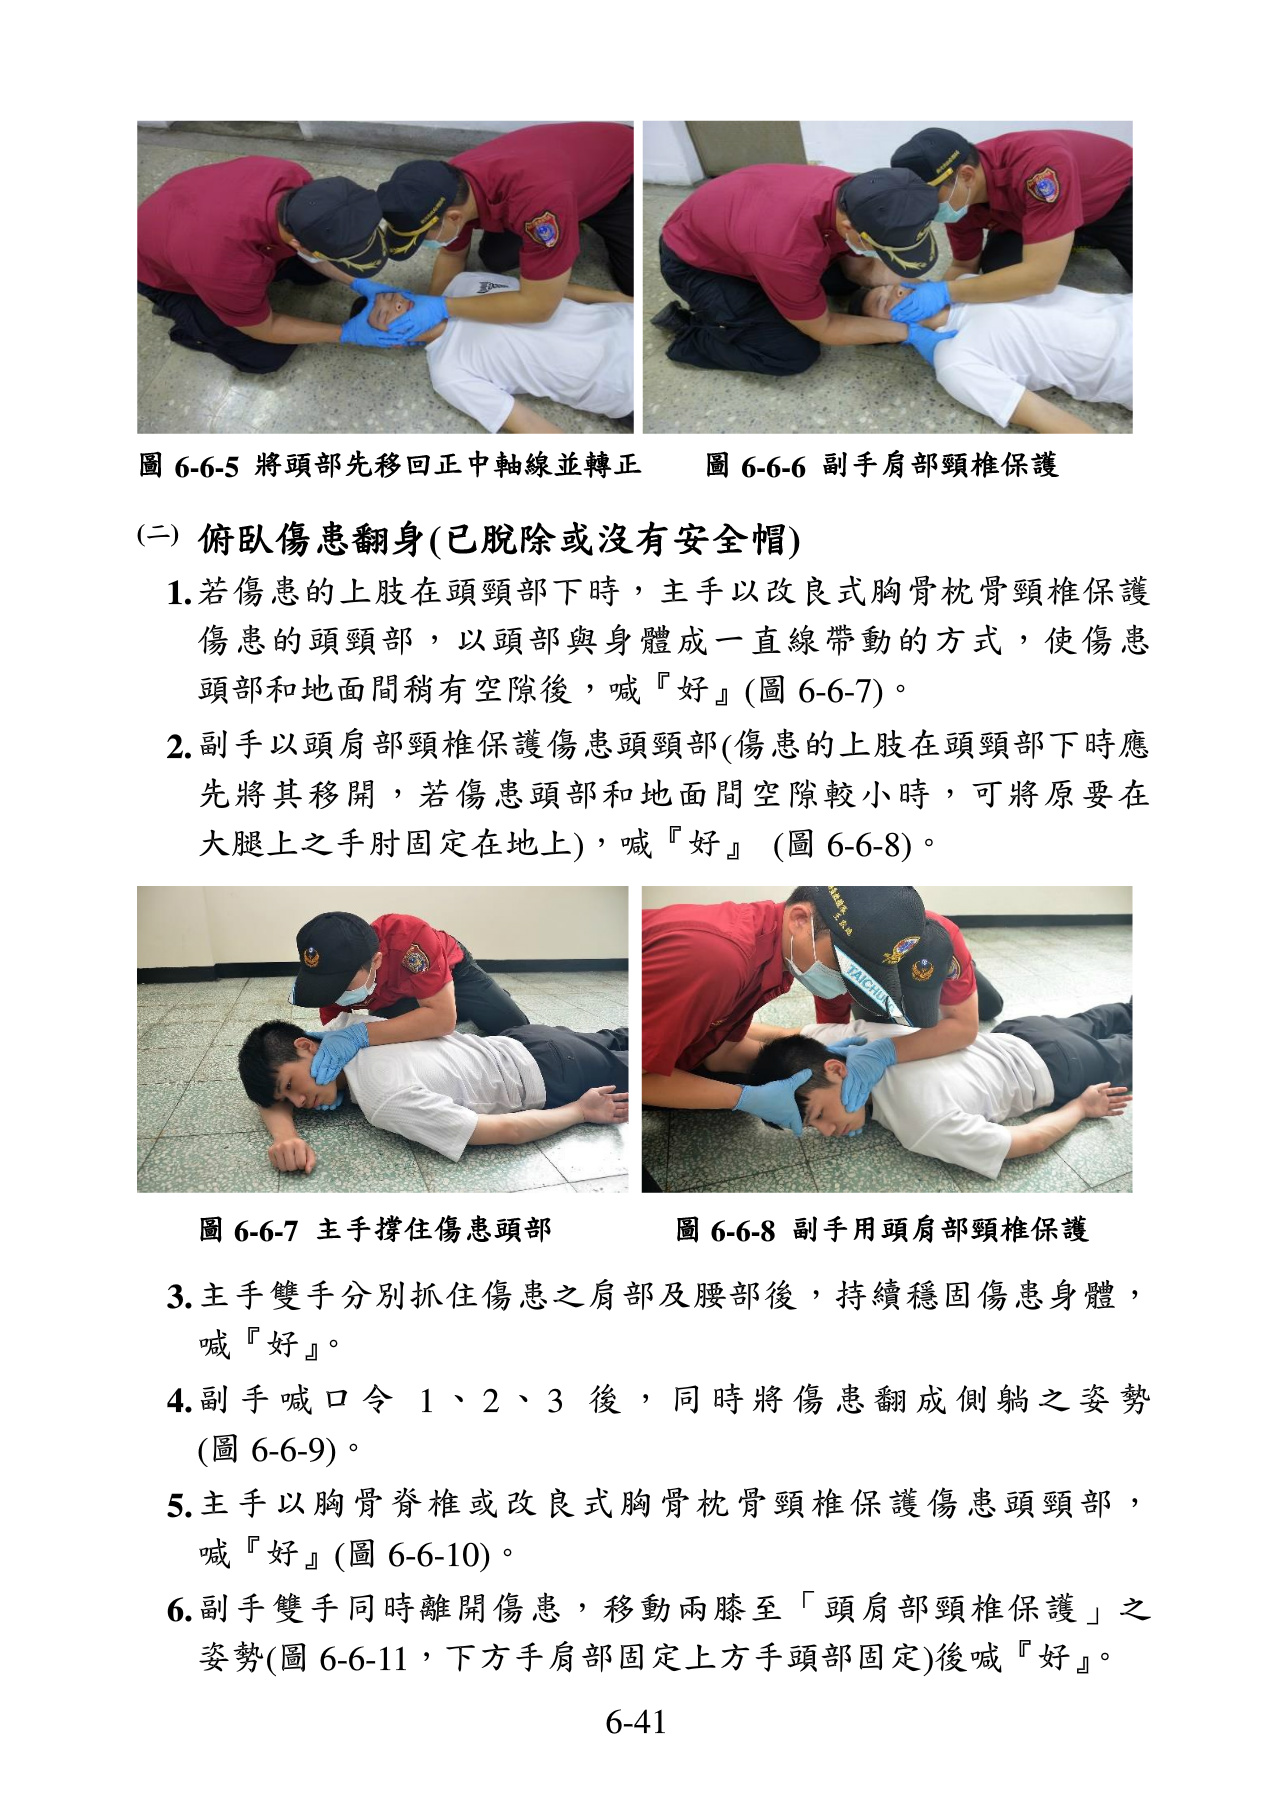 圖 6-6-5 將頭部先移回正中軸線並轉正
圖 6-6-6 副手肩部頸椎保護
(二) 俯臥傷患翻身(已脫除或沒有安全帽)
1.若傷患的上肢在頭頸部下時，主手以改良式胸骨枕骨頸椎保護
傷患的頭頸部，以頭部與身體成一直線帶動的方式，使傷患
頭部和地面間稍有空隙後，喊『好』(圖 6-6-7)。
2.副手以頭肩部頸椎保護傷患頭頸部(傷患的上肢在頭頸部下時應
先將其移開，若傷患頭部和地面間空隙較小時，可將原要在
大腿上之手肘固定在地上)，喊『好』 (圖 6-6-8)。
TAICHU
圖 6-6-7 主手撐住傷患頭部
圖 6-6-8 副手用頭肩部頸椎保護
3.主手雙手分別抓住傷患之肩部及腰部後，持續穩固傷患身體，
喊『好』。
4.副手喊口令 1、2、3 後，同時將傷患翻成側躺之姿勢
(圖 6-6-9)。
5.主手以胸骨脊椎或改良式胸骨枕骨頸椎保護傷患頭頸部，
喊『好』(圖 6-6-10)。
6.副手雙手同時離開傷患，移動兩膝至「頭肩部頸椎保護」之
姿勢(圖 6-6-11，下方手肩部固定上方手頭部固定)後喊『好』。
6-41